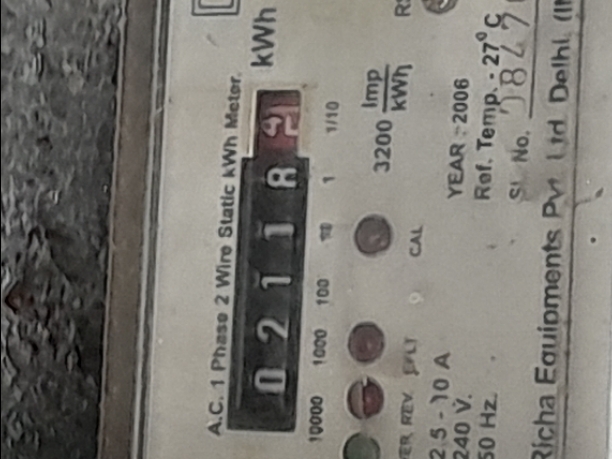 A.C. 1 Phase 2 Wire Static kWh Meter.
kWh
0 2 1 1 8
10000 1000 100 10 1 1/10
3200 Imp
kWh
REV. EFLT CAL
2.5 - 10 A YEAR : 2006
240 V. Ref. Temp. - 27° C
50 Hz. Sl. No.
Richa Equipments Pvt. Ltd. Delhi.